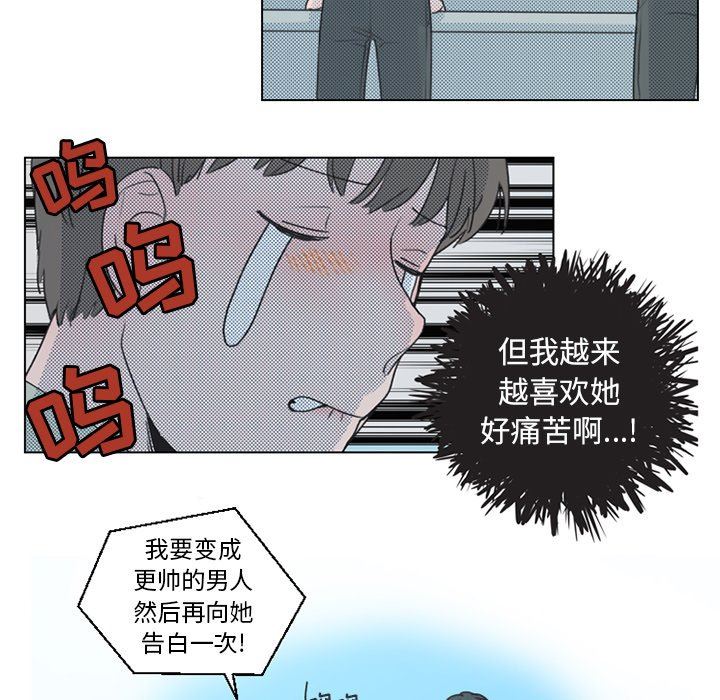 呜
呜
呜
但我越来
越喜欢她
好痛苦啊...!
我要变成
更帅的男人
然后再向她
告白一次!